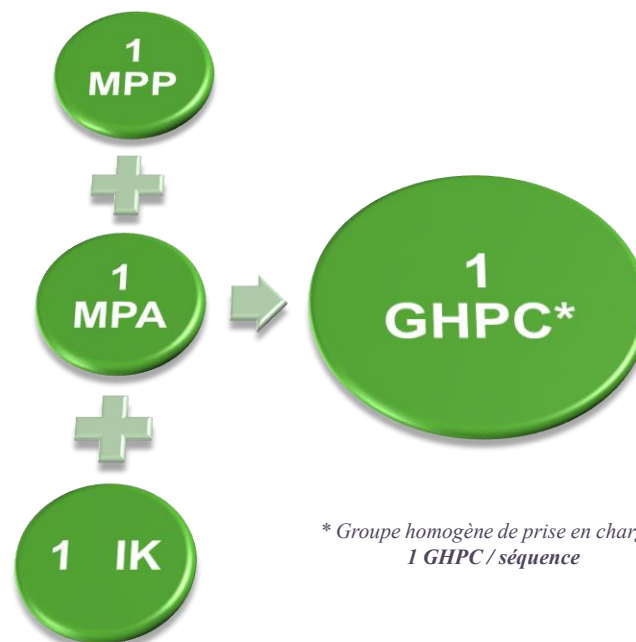 1
MPP
1
MPA
1 IK
1
GHPC*
* Groupe homogène de prise en
1 GHPC / séquence